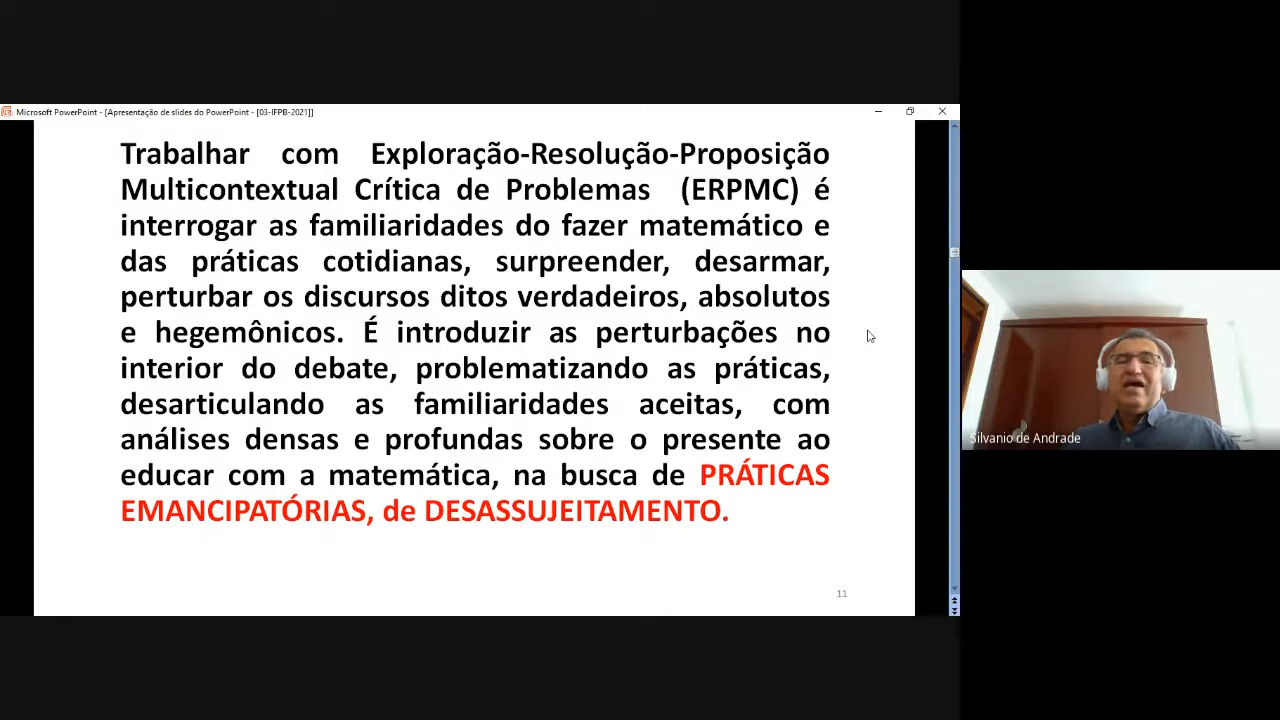 Microsoft PowerPoint - [Apresentação de slides do PowerPoint - [03-IFPB-2021]]
Trabalhar com Exploração-Resolução-Proposição
Multicontextual Crítica de Problemas (ERPMC) é
interrogar as familiaridades do fazer matemático e
das práticas cotidianas, surpreender, desarmar,
perturbar os discursos ditos verdadeiros, absolutos
e hegemônicos. É introduzir as perturbações no
interior do debate, problematizando as práticas,
desarticulando as familiaridades aceitas, com
análises densas e profundas sobre o presente ao
educar com a matemática, na busca de PRÁTICAS
EMANCIPATÓRIAS, de DESASSUJEITAMENTO.
11
Silvanio de Andrade